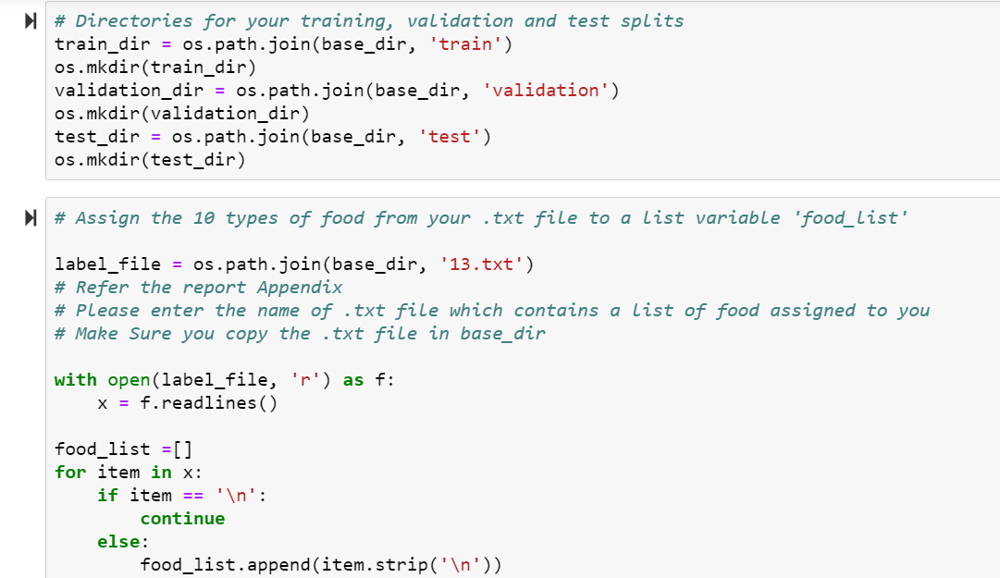 # Directories for your training, validation and test splits
train_dir = os.path.join(base_dir, 'train')
os.mkdir(train_dir)
validation_dir = os.path.join(base_dir, 'validation')
os.mkdir(validation_dir)
test_dir = os.path.join(base_dir, 'test')
os.mkdir(test_dir)
# Assign the 10 types of food from your .txt file to a list variable 'food_list'
label_file = os.path.join(base_dir, '13.txt')
# Refer the report Appendix
# Please enter the name of .txt file which contains a list of food assigned to you
# Make Sure you copy the .txt file in base_dir
with open(label_file, 'r') as f:
    x = f.readlines()
food_list =[]
for item in x:
    if item == '\n':
        continue
    else:
        food_list.append(item.strip('\n'))